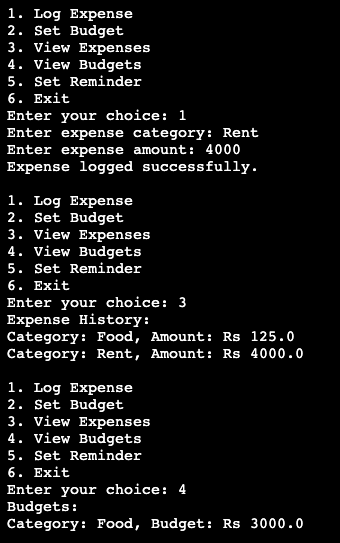 1. Log Expense
2. Set Budget
3. View Expenses
4. View Budgets
5. Set Reminder
6. Exit
Enter your choice: 1
Enter expense category: Rent
Enter expense amount: 4000
Expense logged successfully.
1. Log Expense
2. Set Budget
3. View Expenses
4. View Budgets
5. Set Reminder
6. Exit
Enter your choice: 3
Expense History:
Category: Food, Amount: Rs 125.0
Category: Rent, Amount: Rs 4000.0
1. Log Expense
2. Set Budget
3. View Expenses
4. View Budgets
5. Set Reminder
6. Exit
Enter your choice: 4
Budgets:
Category: Food, Budget: Rs 3000.0